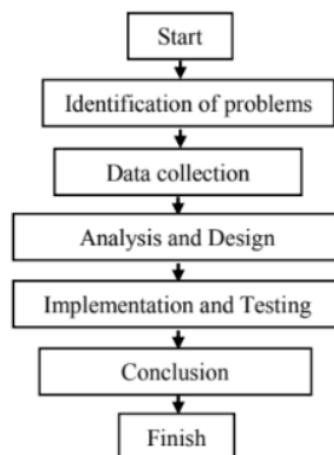 Start
Identification of problems
Data collection
Analysis and Design
Implementation and Testing
Conclusion
Finish